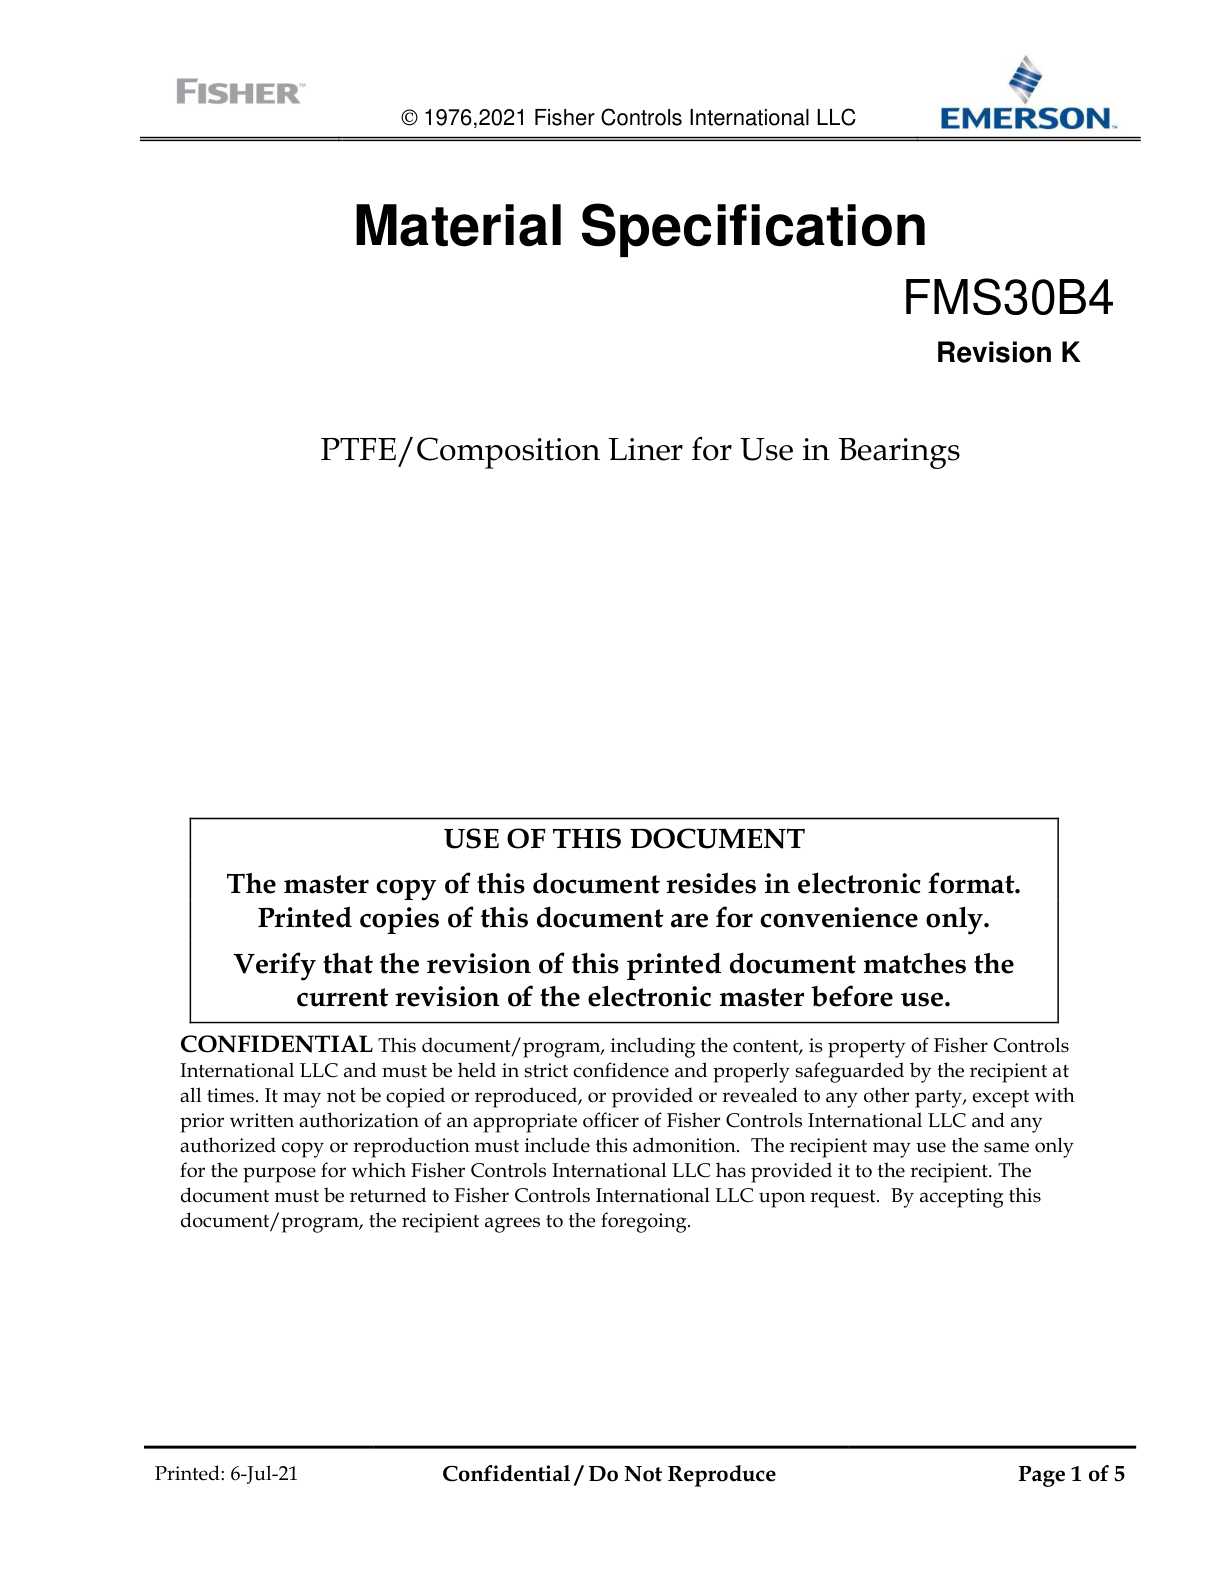 FISHER™
© 1976,2021 Fisher Controls International LLC
EMERSON™
Material Specification
FMS30B4
Revision K
PTFE/Composition Liner for Use in Bearings
USE OF THIS DOCUMENT
The master copy of this document resides in electronic format.
Printed copies of this document are for convenience only.
Verify that the revision of this printed document matches the
current revision of the electronic master before use.
CONFIDENTIAL This document/program, including the content, is property of Fisher Controls
International LLC and must be held in strict confidence and properly safeguarded by the recipient at
all times. It may not be copied or reproduced, or provided or revealed to any other party, except with
prior written authorization of an appropriate officer of Fisher Controls International LLC and any
authorized copy or reproduction must include this admonition. The recipient may use the same only
for the purpose for which Fisher Controls International LLC has provided it to the recipient. The
document must be returned to Fisher Controls International LLC upon request. By accepting this
document/program, the recipient agrees to the foregoing.
Printed: 6-Jul-21
Confidential / Do Not Reproduce
Page 1 of 5